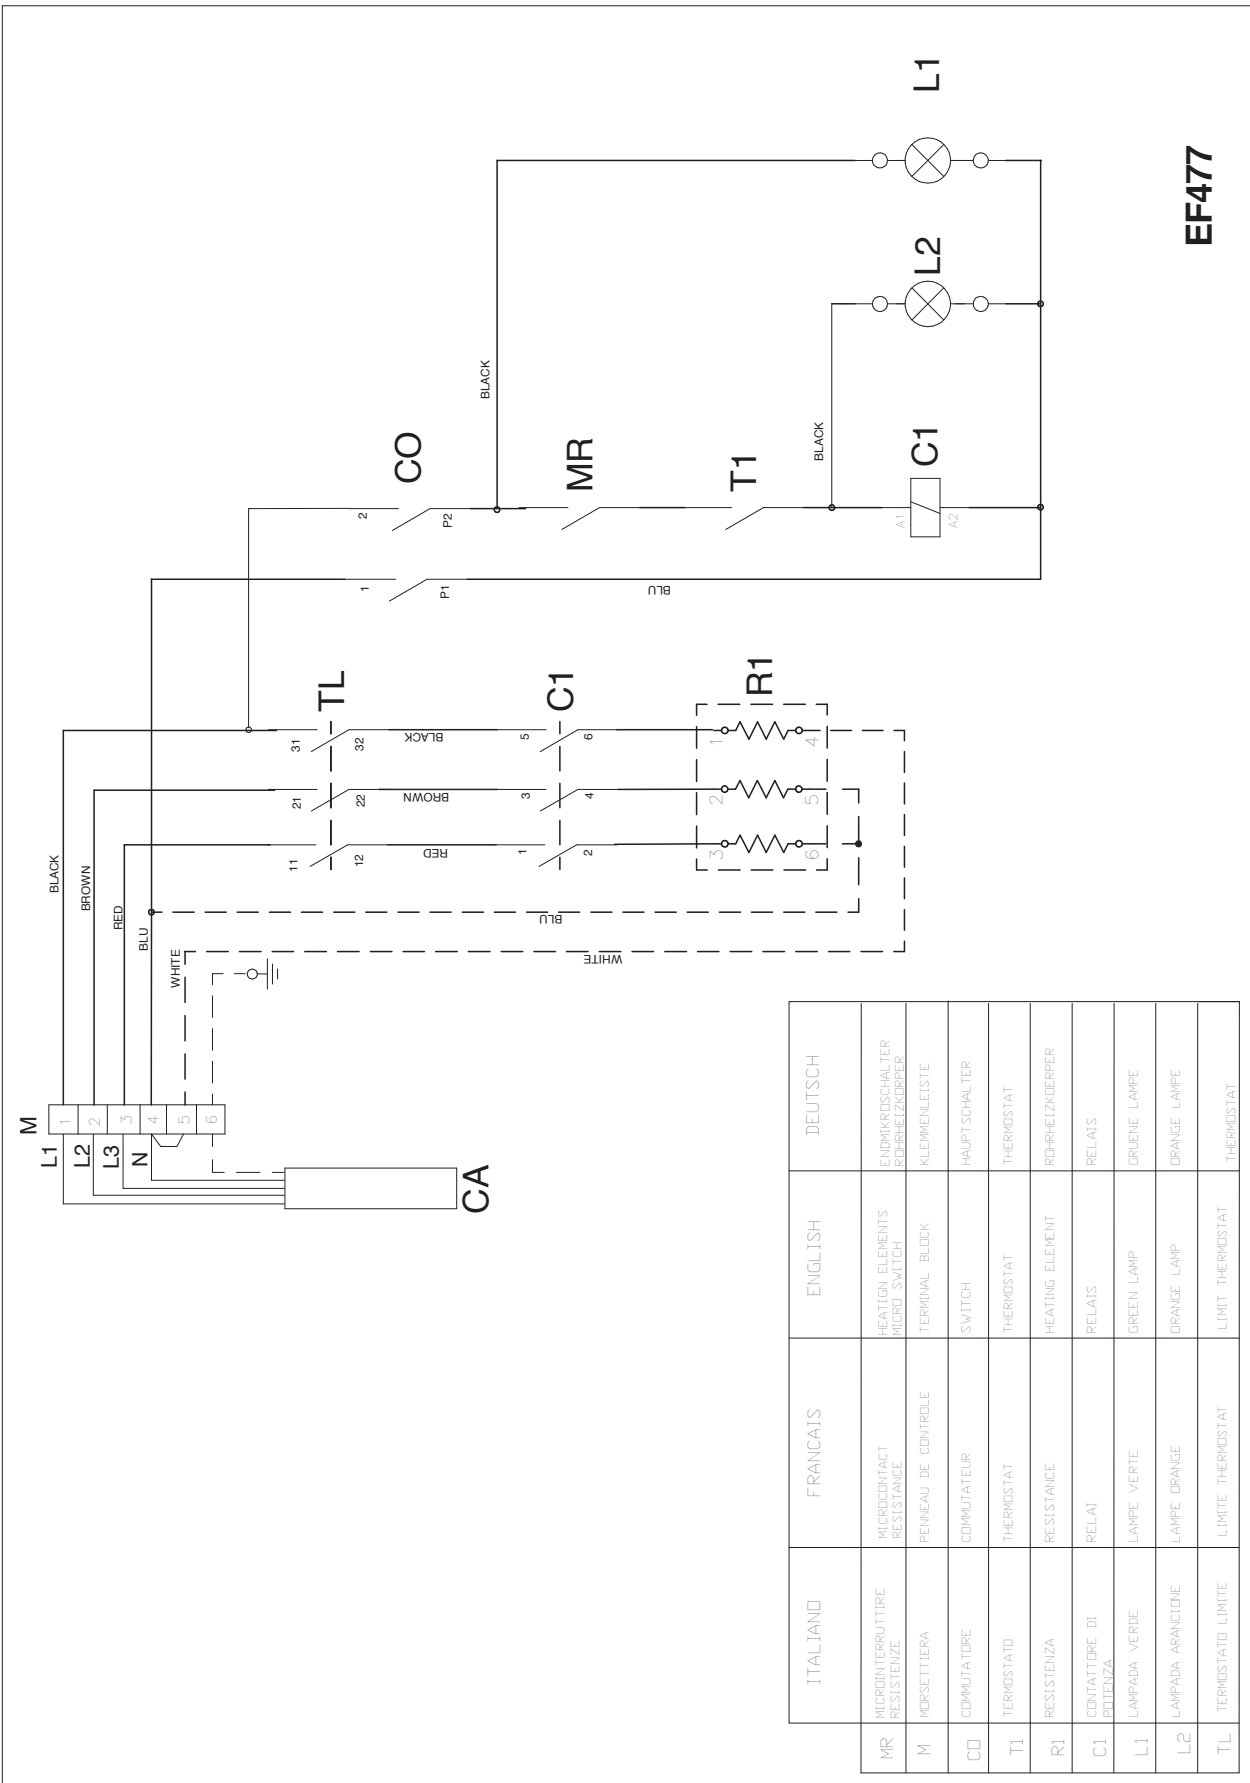 EF477
L1
L2
BLACK
CO
MR
T1
C1
BLACK
2
P2
A1
A2
1
P1
BLU
TL
C1
R1
31
32
BLACK
5
6
1
4
21
22
BROWN
3
4
2
5
11
12
RED
1
2
3
6
BLACK
BROWN
RED
BLU
WHITE
BLU
WHITE
M
L1
L2
L3
N
1
2
3
4
5
6
CA
ITALIANO FRANCAIS ENGLISH DEUTSCH
MR MICROINTERRUTTIRE RESISTENZE MICROCONTACT RESISTANCE HEATIGN ELEMENTS MICRO SWITCH ENDMIKROSCHALTER ROHRHEIZKORPER
M MORSETTIERA PENNEAU DE CONTROLE TERMINAL BLOCK KLEMMENLEISTE
CO COMMUTATORE COMMUTATEUR SWITCH HAUPTSCHALTER
T1 TERMOSTATO THERMOSTAT THERMOSTAT THERMOSTAT
R1 RESISTENZA RESISTANCE HEATING ELEMENT ROHRHEIZKOERPER
C1 CONTATTORE DI POTENZA RELAI RELAIS RELAIS
L1 LAMPADA VERDE LAMPE VERTE GREEN LAMP GRUENE LAMPE
L2 LAMPADA ARANCIONE LAMPE ORANGE ORANGE LAMP ORANGE LAMPE
TL TERMOSTATO LIMITE LIMITE THERMOSTAT LIMIT THERMOSTAT THERMOSTAT